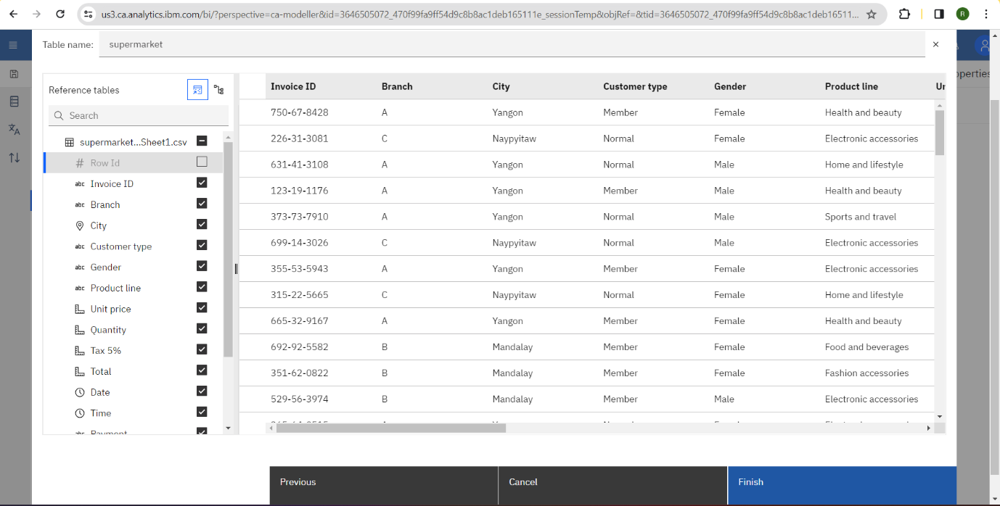 us3.ca.analytics.ibm.com/bi/?perspective=ca-modeller&id=3646505072_470f99fa9ff54d9c8b8ac1deb165111e_sessionTemp&objRef=&tid=3646505072_470f99fa9ff54d9c8b8ac1deb16511...
R
Table name: supermarket
operties
Reference tables
Search
supermarket...Sheet1.csv
# Row Id
abc Invoice ID
abc Branch
City
abc Customer type
abc Gender
abc Product line
Unit price
Quantity
Tax 5%
Total
Date
Time
abc Payment
Invoice ID Branch City Customer type Gender Product line Un
750-67-8428 A Yangon Member Female Health and beauty
226-31-3081 C Naypyitaw Normal Female Electronic accessories
631-41-3108 A Yangon Normal Male Home and lifestyle
123-19-1176 A Yangon Member Male Health and beauty
373-73-7910 A Yangon Normal Male Sports and travel
699-14-3026 C Naypyitaw Normal Male Electronic accessories
355-53-5943 A Yangon Member Female Electronic accessories
315-22-5665 C Naypyitaw Normal Female Home and lifestyle
665-32-9167 A Yangon Member Female Health and beauty
692-92-5582 B Mandalay Member Female Food and beverages
351-62-0822 B Mandalay Member Female Fashion accessories
529-56-3974 B Mandalay Member Male Electronic accessories
Previous
Cancel
Finish